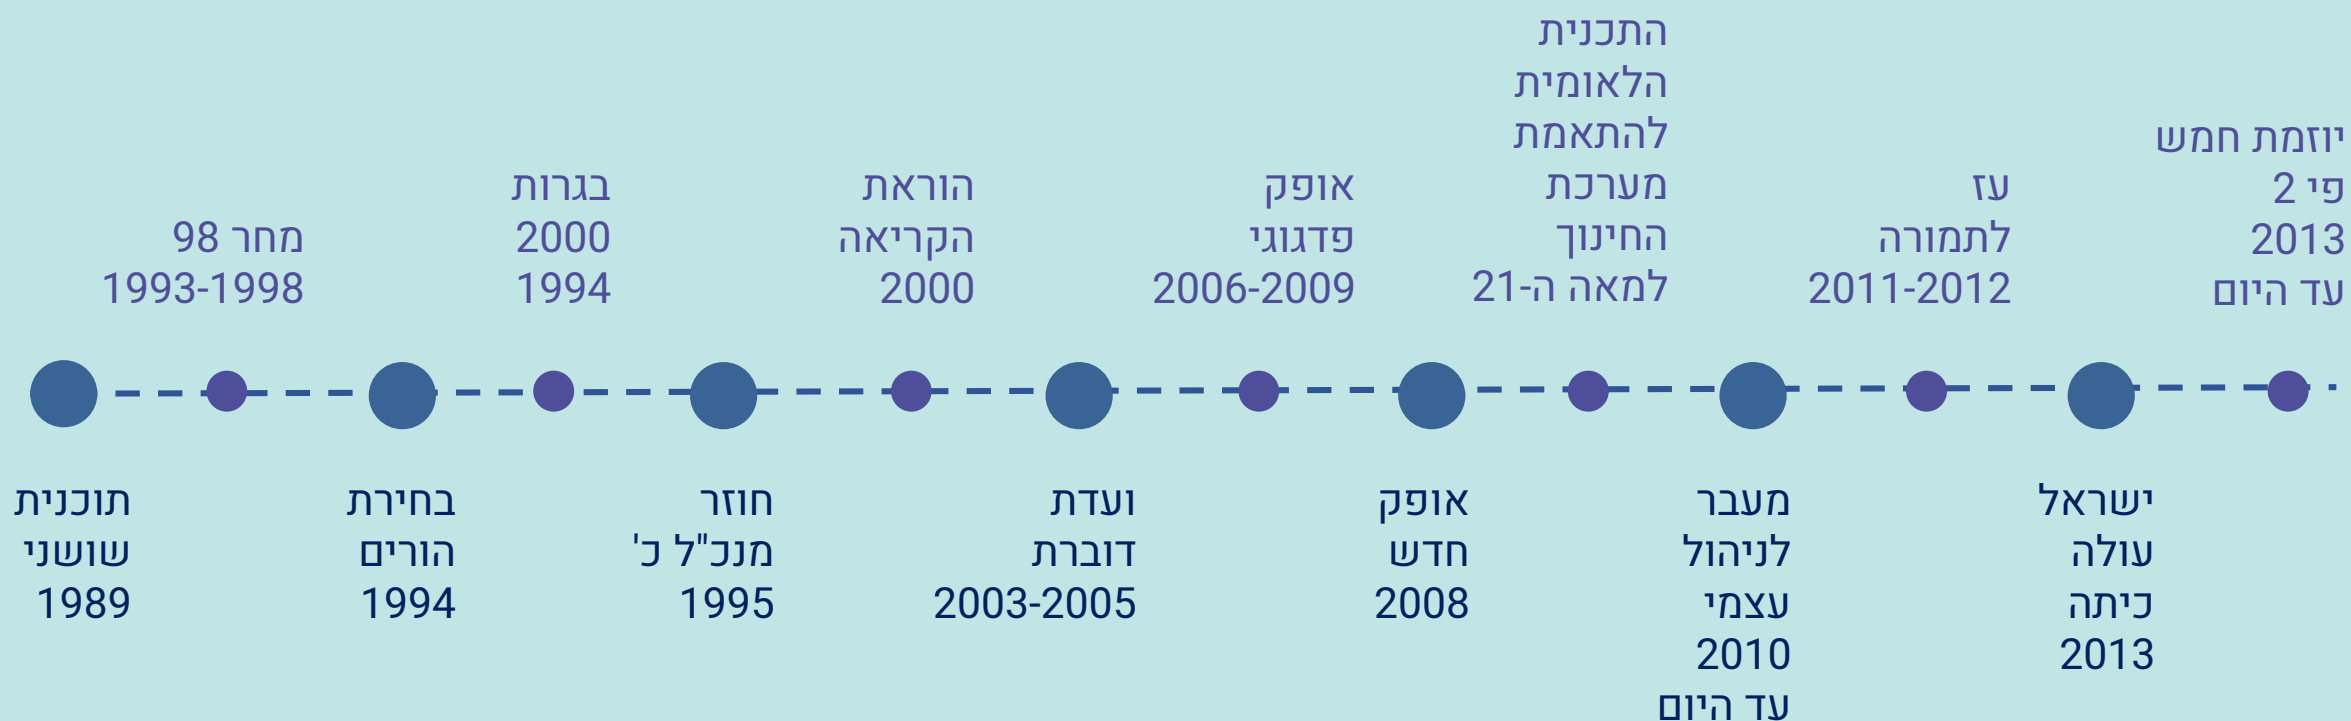 תוכנית
שושני
1989
מחר 98
1993-1998
בחירת
הורים
1994
בגרות
2000
1994
חוזר
מנכ"ל כ'
1995
הוראת
הקריאה
2000
ועדת
דוברת
2003-2005
אופק
פדגוגי
2006-2009
אופק
חדש
2008
התכנית
הלאומית
להתאמת
מערכת
החינוך
למאה ה-21
מעבר
לניהול
עצמי
2010
עד היום
עז
לתמורה
2011-2012
ישראל
עולה
כיתה
2013
יוזמת חמש
פי 2
2013
עד היום